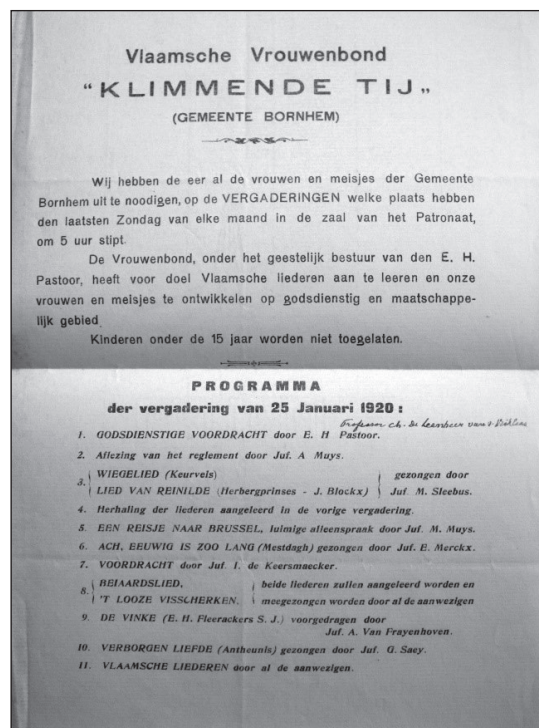 Vlaamsche Vrouwenbond
“KLIMMENDE TIJ„
(GEMEENTE BORNHEM)
Wij hebben de eer al de vrouwen en meisjes der Gemeente
Bornhem uit te noodigen, op de VERGADERINGEN welke plaats hebben
den laatsten Zondag van elke maand in de zaal van het Patronaat,
om 5 uur stipt.
De Vrouwenbond, onder het geestelijk bestuur van den E. H.
Pastoor, heeft voor doel Vlaamsche liederen aan te leeren en onze
vrouwen en meisjes te ontwikkelen op godsdienstig en maatschappe-
lijk gebied.
Kinderen onder de 15 jaar worden niet toegelaten.
PROGRAMMA
der vergadering van 25 Januari 1920 :
Professor Ch. De
1. GODSDIENSTIGE VOORDRACHT door E. H Pastoor.
2. Aflezing van het reglement door Juf. A Muys.
3. WIEGELIED (Keurvels) gezongen door
LIED VAN REINILDE (Herbergprinses - J. Blockx) Juf. M. Sleebus.
4. Herhaling der liederen aangeleerd in de vorige vergadering.
5. EEN REISJE NAAR BRUSSEL, luimige alleenspraak door Juf. M. Muys.
6. ACH, EEUWIG IS ZOO LANG (Mestdagh) gezongen door Juf. E. Merckx.
7. VOORDRACHT door Juf. I. de Keersmaecker.
8. BEIAARDSLIED, beide liederen zullen aangeleerd worden en
'T LOOZE VISSCHERKEN, meegezongen worden door al de aanwezigen
9. DE VINKE (E. H. Fleerackers S. J.) voorgedragen door
Juf. A. Van Frayenhoven.
10. VERBORGEN LIEFDE (Antheunis) gezongen door Juf. G. Saey.
11. VLAAMSCHE LIEDEREN door al de aanwezigen.